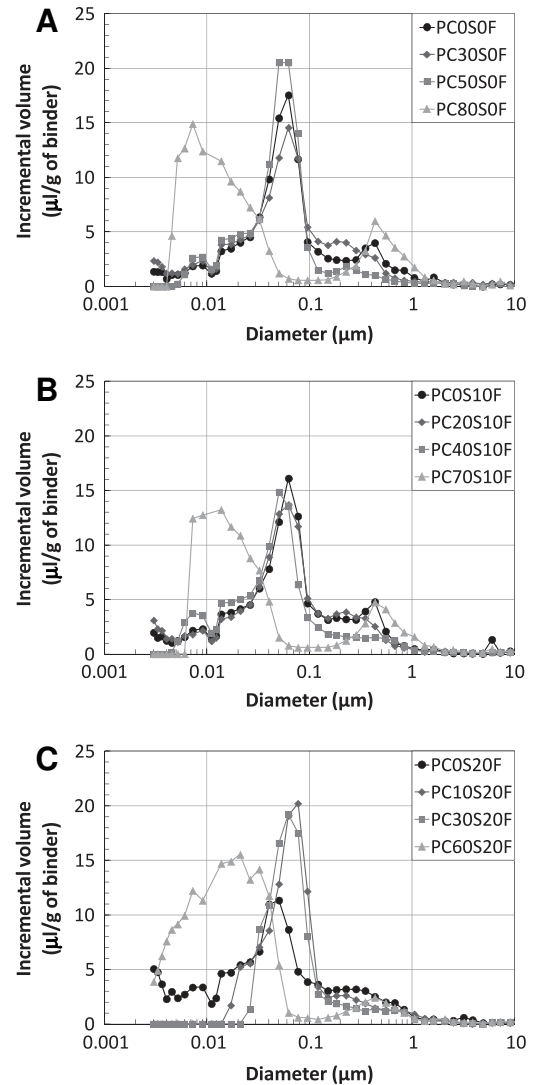 A
25
20
15
10
5
0
Incremental volume
(µl/g of binder)
PC0S0F
PC30S0F
PC50S0F
PC80S0F
0.001 0.01 0.1 1 10
Diameter (µm)
B
25
20
15
10
5
0
Incremental volume
(µl/g of binder)
PC0S10F
PC20S10F
PC40S10F
PC70S10F
0.001 0.01 0.1 1 10
Diameter (µm)
C
25
20
15
10
5
0
Incremental volume
(µl/g of binder)
PC0S20F
PC10S20F
PC30S20F
PC60S20F
0.001 0.01 0.1 1 10
Diameter (µm)